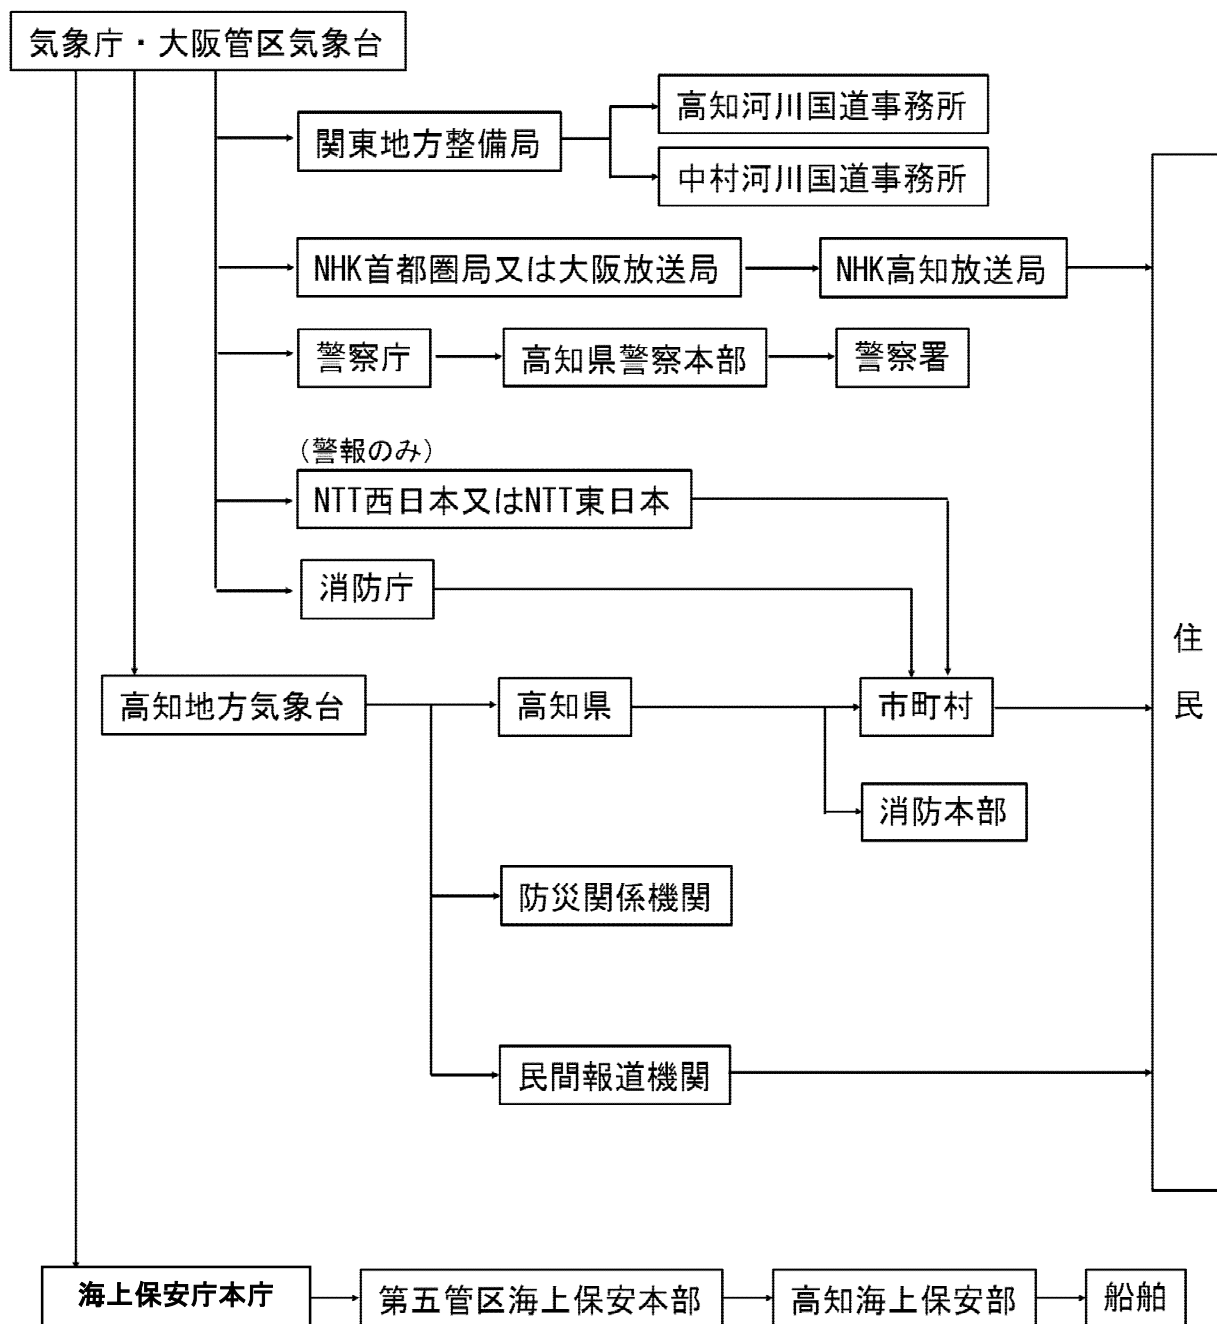 気象庁・大阪管区気象台
高知河川国道事務所
関東地方整備局
中村河川国道事務所
NHK首都圏局又は大阪放送局
NHK高知放送局
警察庁
高知県警察本部
警察署
（警報のみ）
NTT西日本又はNTT東日本
消防庁
住民
高知地方気象台
高知県
市町村
消防本部
防災関係機関
民間報道機関
海上保安庁本庁
第五管区海上保安本部
高知海上保安部
船舶